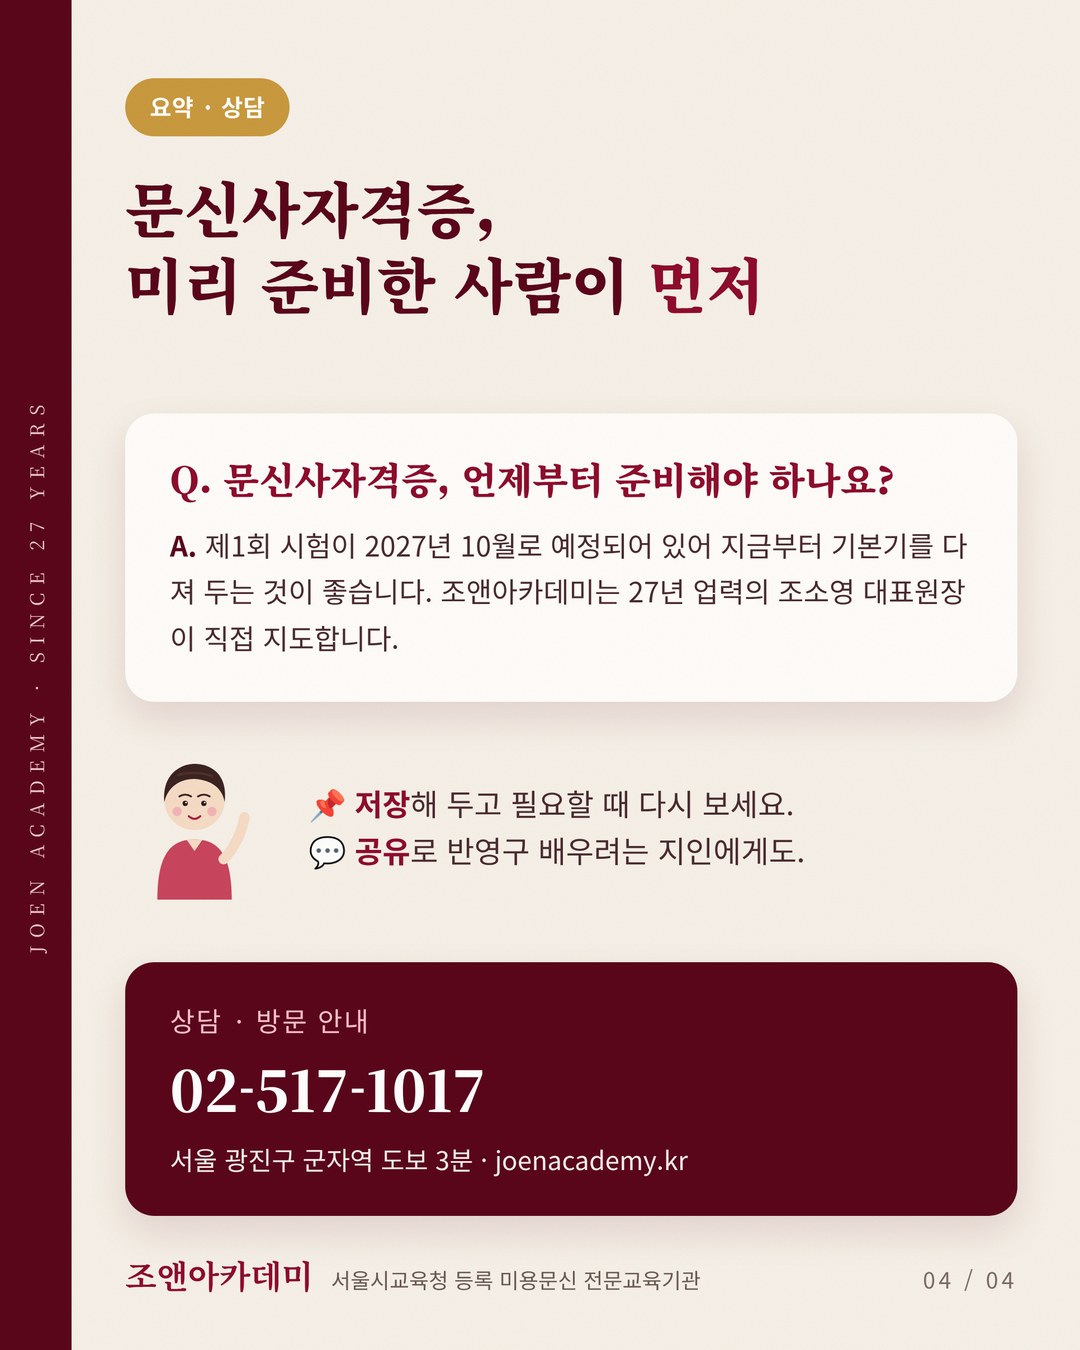 요약 · 상담
문신사자격증,
미리 준비한 사람이 먼저
Q. 문신사자격증, 언제부터 준비해야 하나요?
A. 제1회 시험이 2027년 10월로 예정되어 있어 지금부터 기본기를 다
져 두는 것이 좋습니다. 조앤아카데미는 27년 업력의 조소영 대표원장
이 직접 지도합니다.
📌 저장해 두고 필요할 때 다시 보세요.
💬 공유로 반영구 배우려는 지인에게도.
상담 · 방문 안내
02-517-1017
서울 광진구 군자역 도보 3분 · joenacademy.kr
조앤아카데미 서울시교육청 등록 미용문신 전문교육기관 04 / 04
JOEN ACADEMY · SINCE 27 YEARS